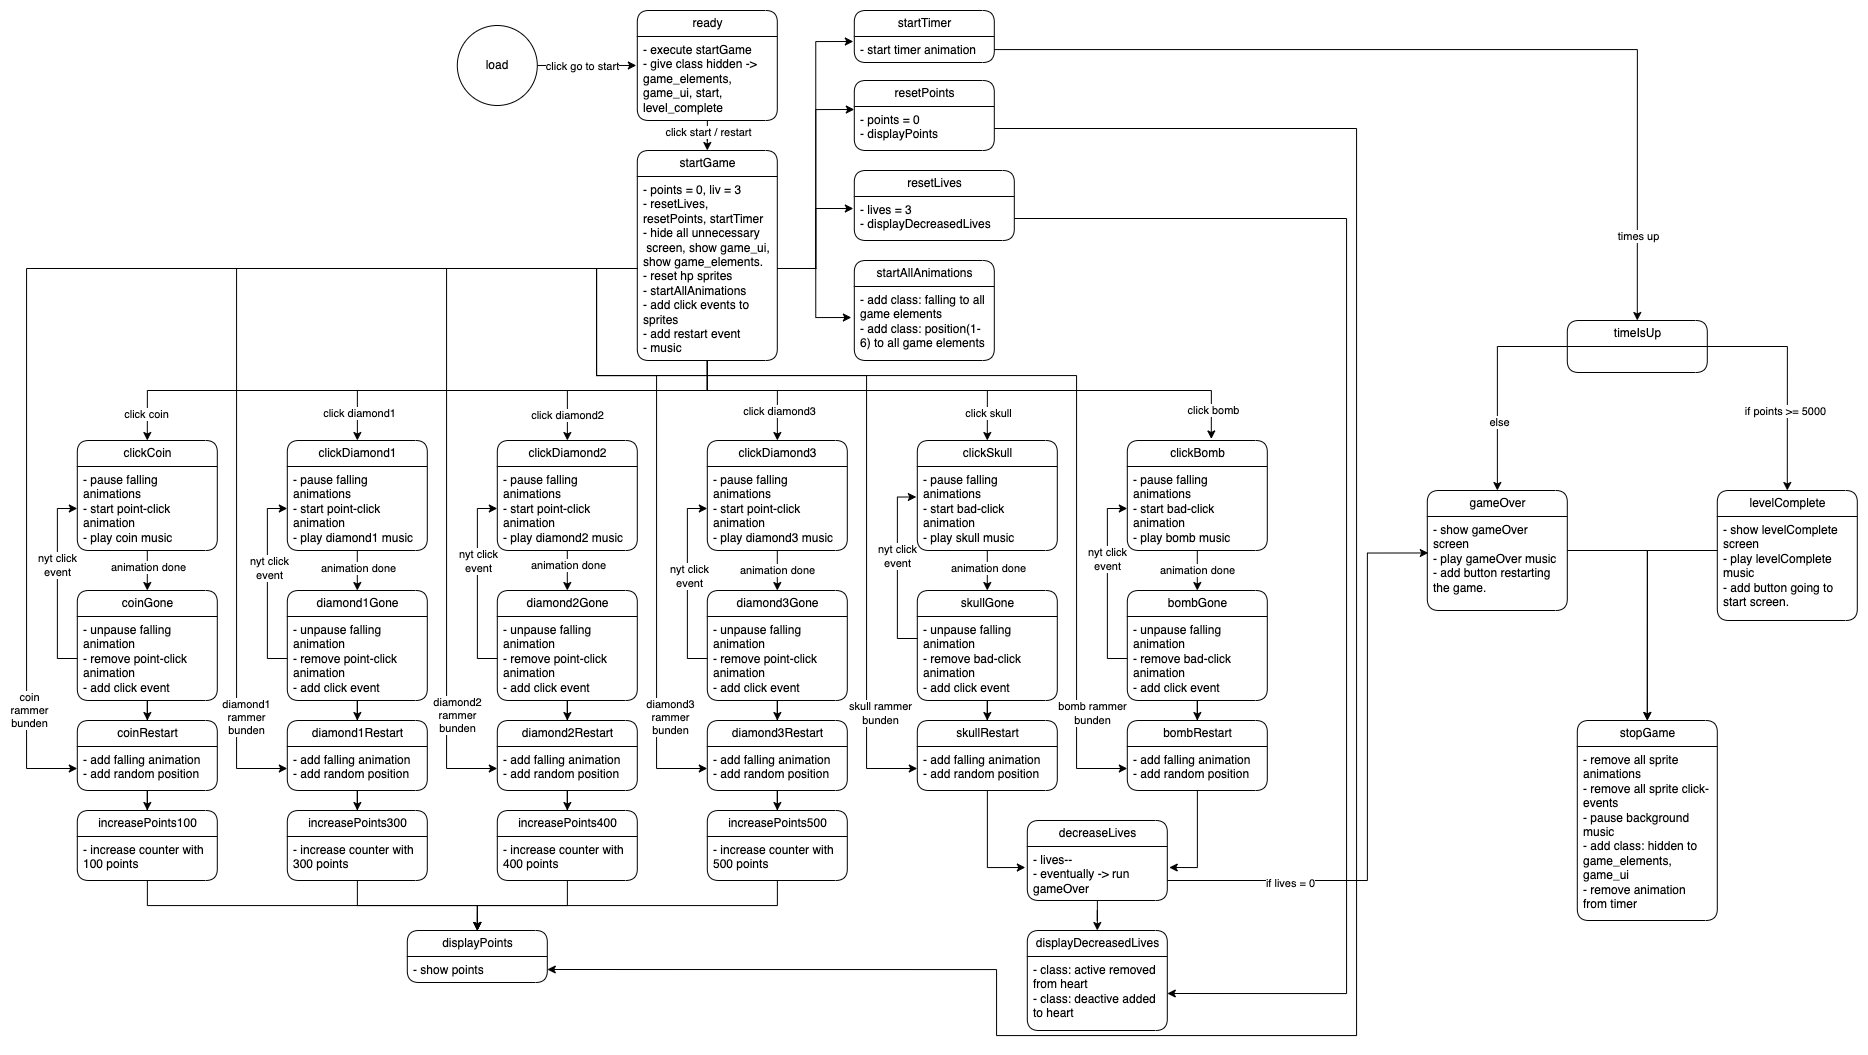 load
click go to start
ready
- execute startGame
- give class hidden ->
game_elements,
game_ui, start,
level_complete
click start / restart
startGame
- points = 0, liv = 3
- resetLives,
resetPoints, startTimer
- hide all unnecessary
screen, show game_ui,
show game_elements.
- reset hp sprites
- startAllAnimations
- add click events to
sprites
- add restart event
- music
startTimer
- start timer animation
resetPoints
- points = 0
- displayPoints
resetLives
- lives = 3
- displayDecreasedLives
startAllAnimations
- add class: falling to all
game elements
- add class: position(1-
6) to all game elements
times up
timeIsUp
else
if points >= 5000
click coin
clickCoin
- pause falling
animations
- start point-click
animation
- play coin music
nyt click
event
animation done
coinGone
- unpause falling
animation
- remove point-click
animation
- add click event
coin
rammer
bunden
coinRestart
- add falling animation
- add random position
increasePoints100
- increase counter with
100 points
click diamond1
clickDiamond1
- pause falling
animations
- start point-click
animation
- play diamond1 music
nyt click
event
animation done
diamond1Gone
- unpause falling
animation
- remove point-click
animation
- add click event
diamond1
rammer
bunden
diamond1Restart
- add falling animation
- add random position
increasePoints300
- increase counter with
300 points
click diamond2
clickDiamond2
- pause falling
animations
- start point-click
animation
- play diamond2 music
nyt click
event
animation done
diamond2Gone
- unpause falling
animation
- remove point-click
animation
- add click event
diamond2
rammer
bunden
diamond2Restart
- add falling animation
- add random position
increasePoints400
- increase counter with
400 points
click diamond3
clickDiamond3
- pause falling
animations
- start point-click
animation
- play diamond3 music
nyt click
event
animation done
diamond3Gone
- unpause falling
animation
- remove point-click
animation
- add click event
diamond3
rammer
bunden
diamond3Restart
- add falling animation
- add random position
increasePoints500
- increase counter with
500 points
click skull
clickSkull
- pause falling
animations
- start bad-click
animation
- play skull music
nyt click
event
animation done
skullGone
- unpause falling
animation
- remove bad-click
animation
- add click event
skull rammer
bunden
skullRestart
- add falling animation
- add random position
click bomb
clickBomb
- pause falling
animations
- start bad-click
animation
- play bomb music
nyt click
event
animation done
bombGone
- unpause falling
animation
- remove bad-click
animation
- add click event
bomb rammer
bunden
bombRestart
- add falling animation
- add random position
decreaseLives
- lives--
- eventually -> run
gameOver
if lives = 0
displayPoints
- show points
displayDecreasedLives
- class: active removed
from heart
- class: deactive added
to heart
gameOver
- show gameOver
screen
- play gameOver music
- add button restarting
the game.
levelComplete
- show levelComplete
screen
- play levelComplete
music
- add button going to
start screen.
stopGame
- remove all sprite
animations
- remove all sprite click-
events
- pause background
music
- add class: hidden to
game_elements,
game_ui
- remove animation
from timer